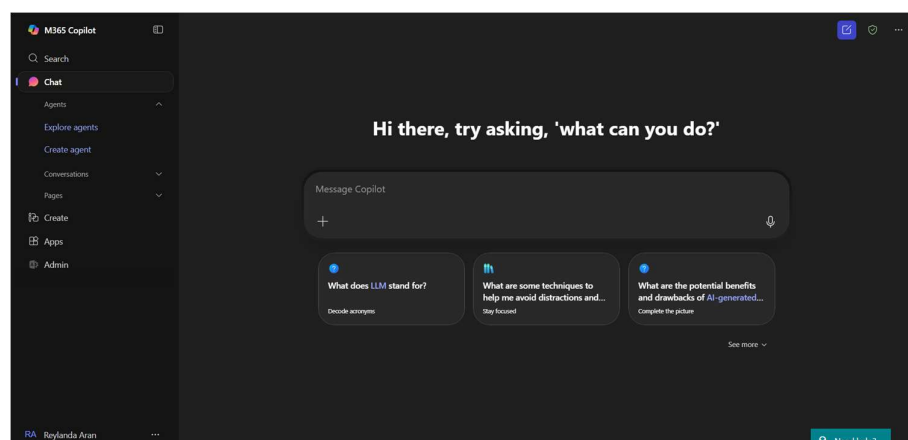 M365 Copilot
Search
Chat
Agents
Explore agents
Create agent
Conversations
Pages
Create
Apps
Admin
RA Reylanda Aran
Hi there, try asking, 'what can you do?'
Message Copilot
What does LLM stand for?
Decode acronyms
What are some techniques to
help me avoid distractions and...
Stay focused
What are the potential benefits
and drawbacks of AI-generated...
Complete the picture
See more